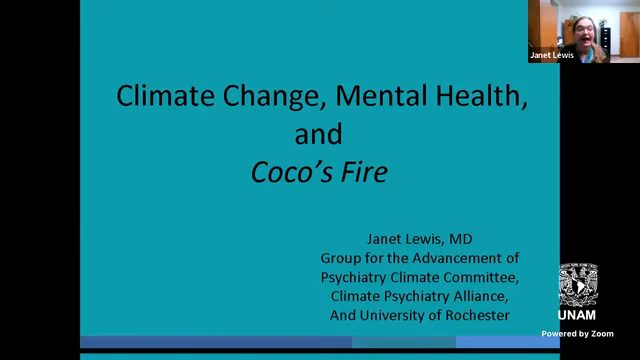 Janet Lewis
Climate Change, Mental Health,
and
Coco's Fire
Janet Lewis, MD
Group for the Advancement of
Psychiatry Climate Committee,
Climate Psychiatry Alliance,
And University of Rochester
UNAM
Powered by Zoom